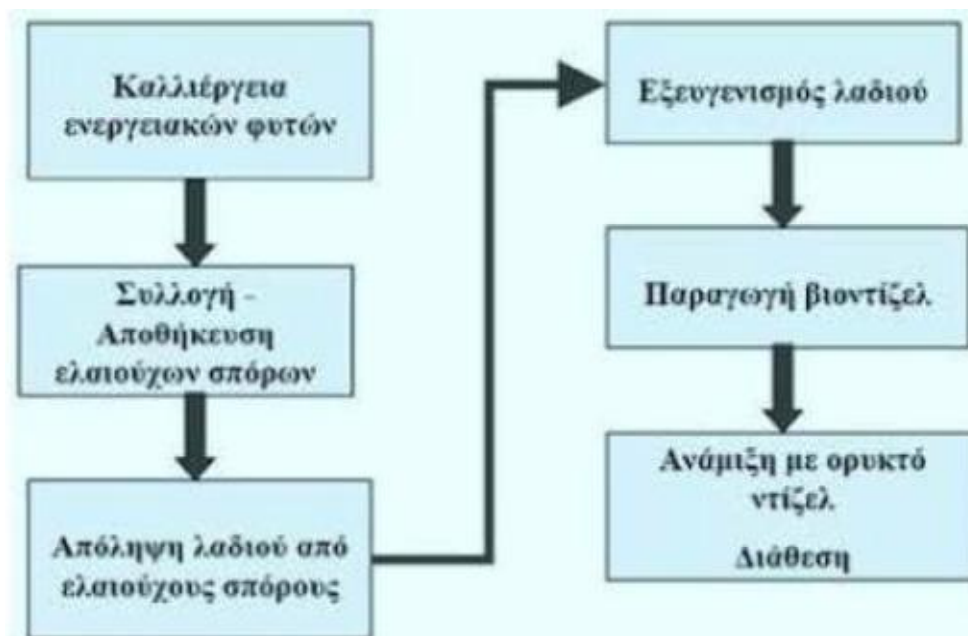 Καλλιέργεια
ενεργειακών φυτών
Συλλογή -
Αποθήκευση
ελαιούχων σπόρων
Απόληψη λαδιού από
ελαιούχους σπόρους
Εξευγενισμός λαδιού
Παραγωγή βιοντίζελ
Ανάμιξη με ορυκτό
ντίζελ
Διάθεση